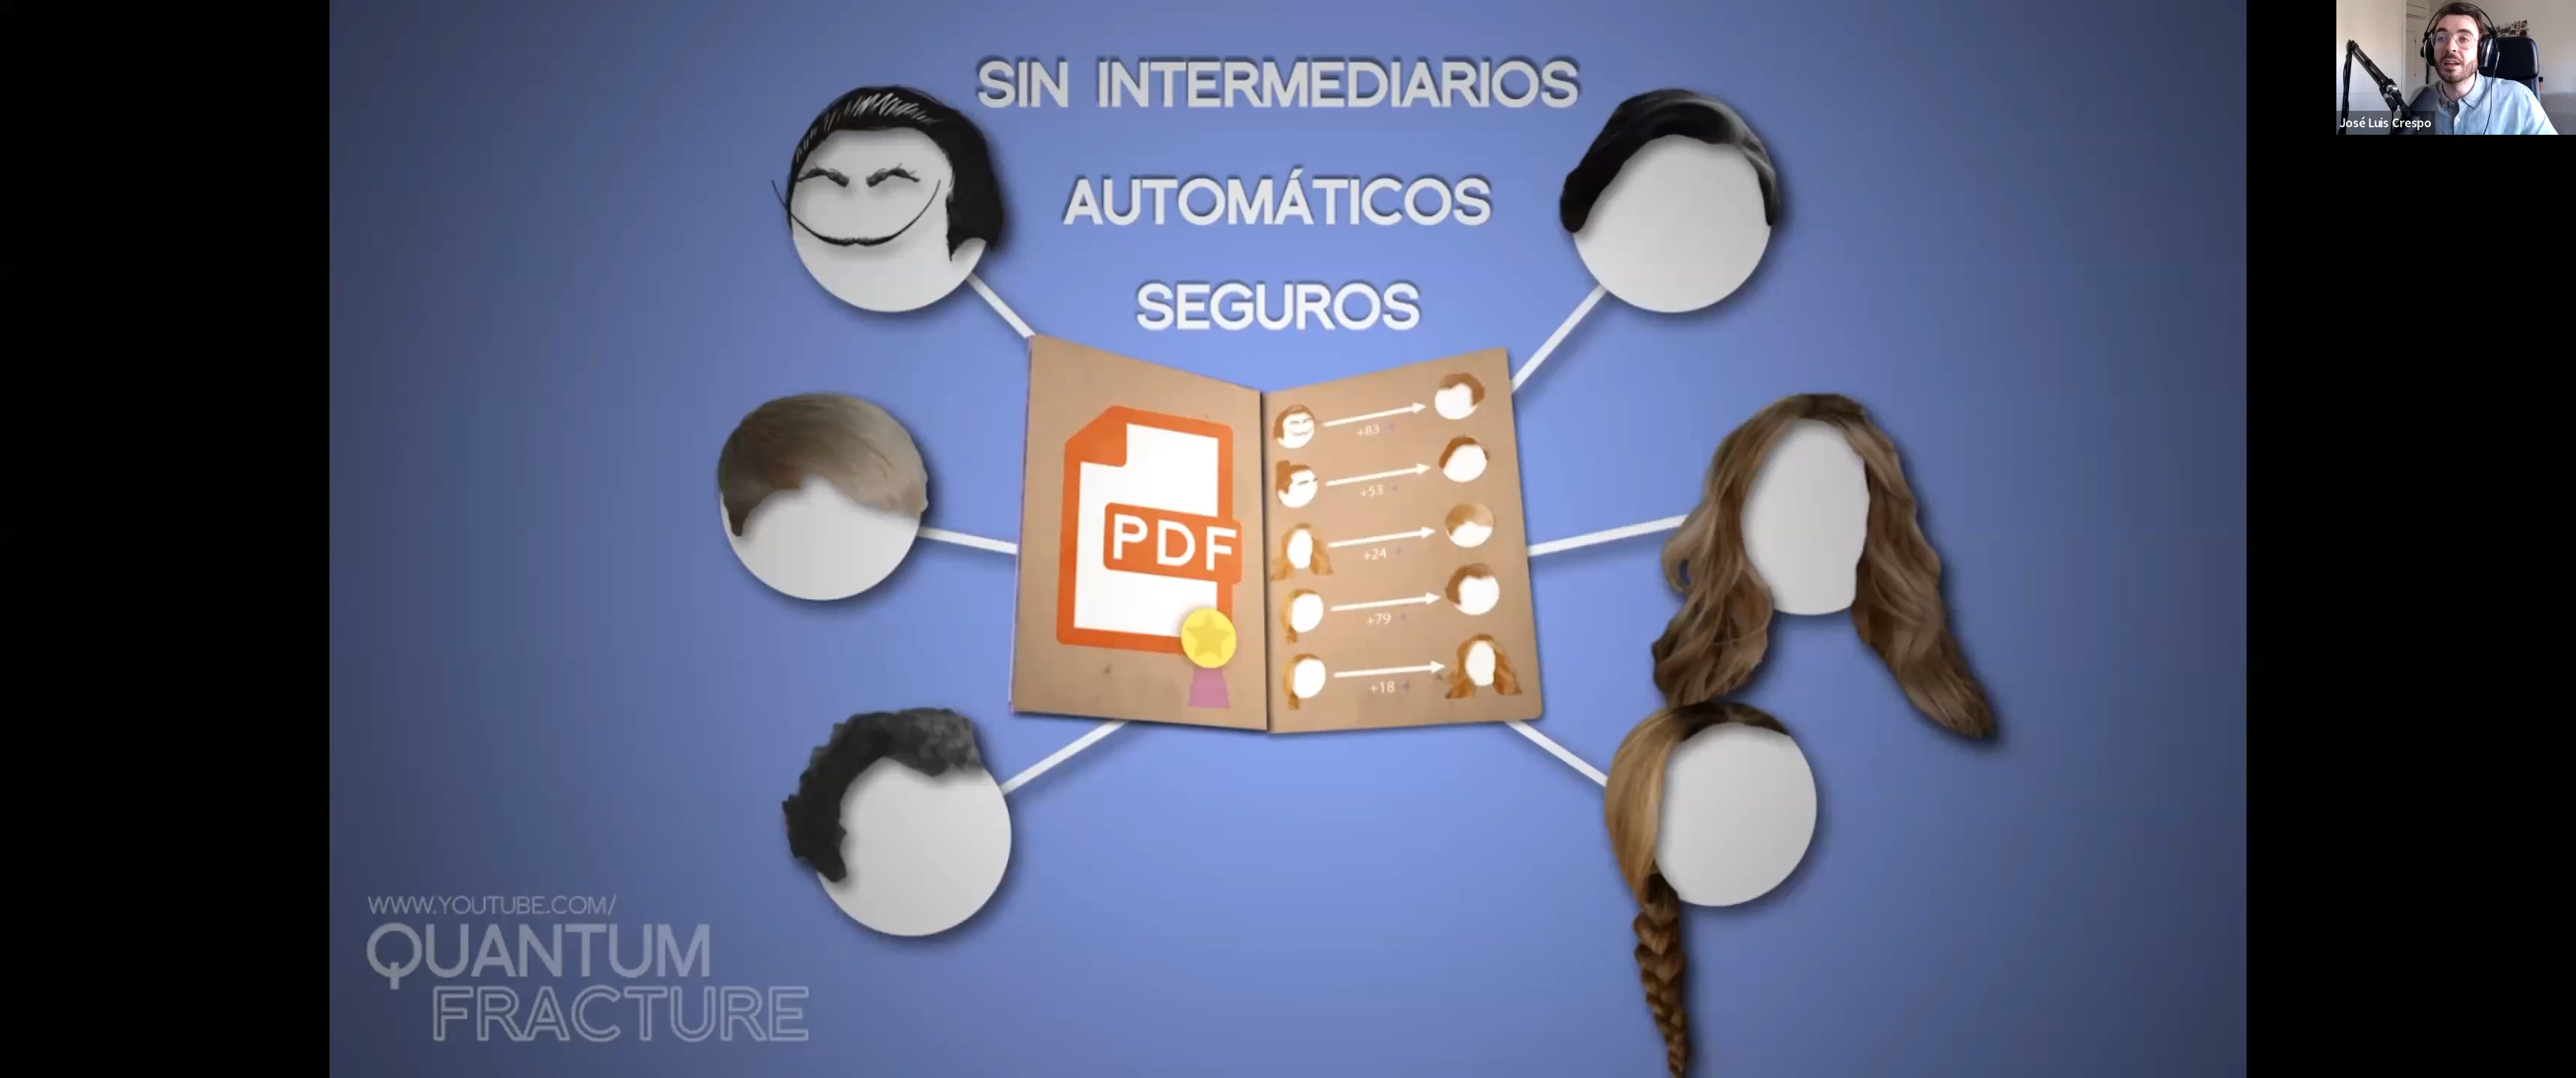 SIN INTERMEDIARIOS
AUTOMÁTICOS
SEGUROS
José Luis Crespo
PDF
+83
+53
+24
+79
+18
WWW.YOUTUBE.COM/
QUANTUM
FRACTURE